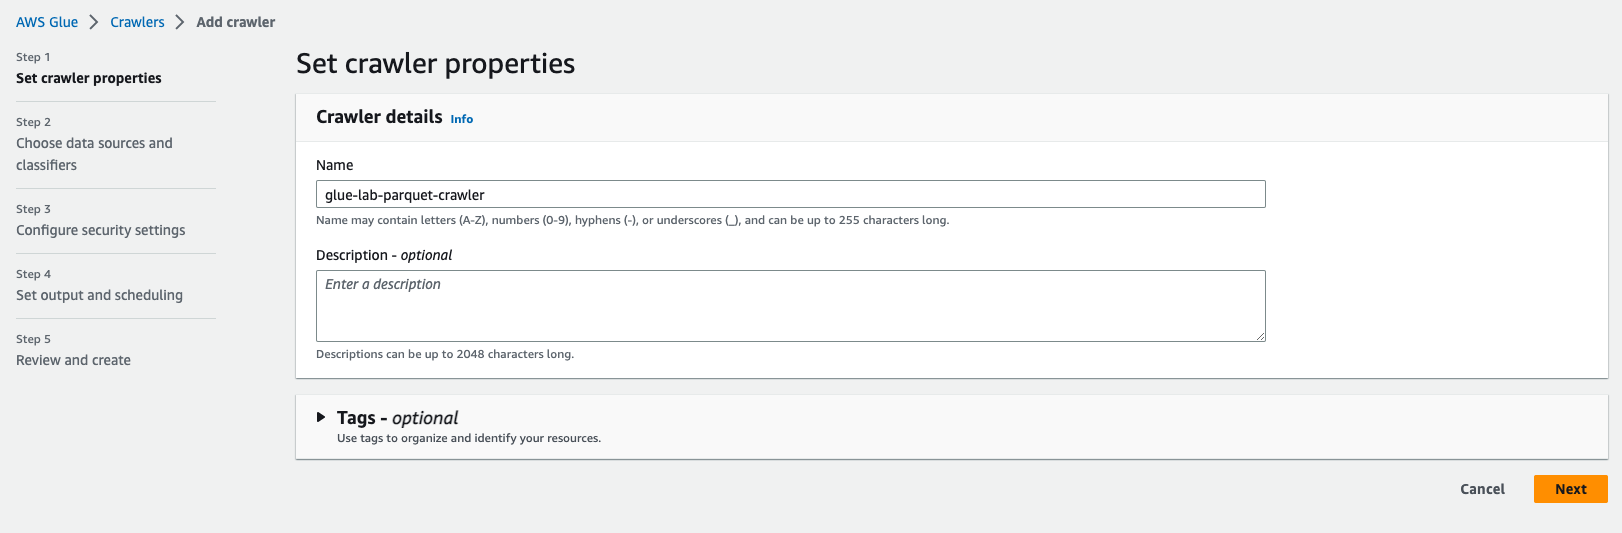 AWS Glue > Crawlers > Add crawler
Step 1
Set crawler properties
Step 2
Choose data sources and
classifiers
Step 3
Configure security settings
Step 4
Set output and scheduling
Step 5
Review and create
Set crawler properties
Crawler details Info
Name
glue-lab-parquet-crawler
Name may contain letters (A-Z), numbers (0-9), hyphens (-), or underscores (_), and can be up to 255 characters long.
Description - optional
Enter a description
Descriptions can be up to 2048 characters long.
Tags - optional
Use tags to organize and identify your resources.
Cancel Next